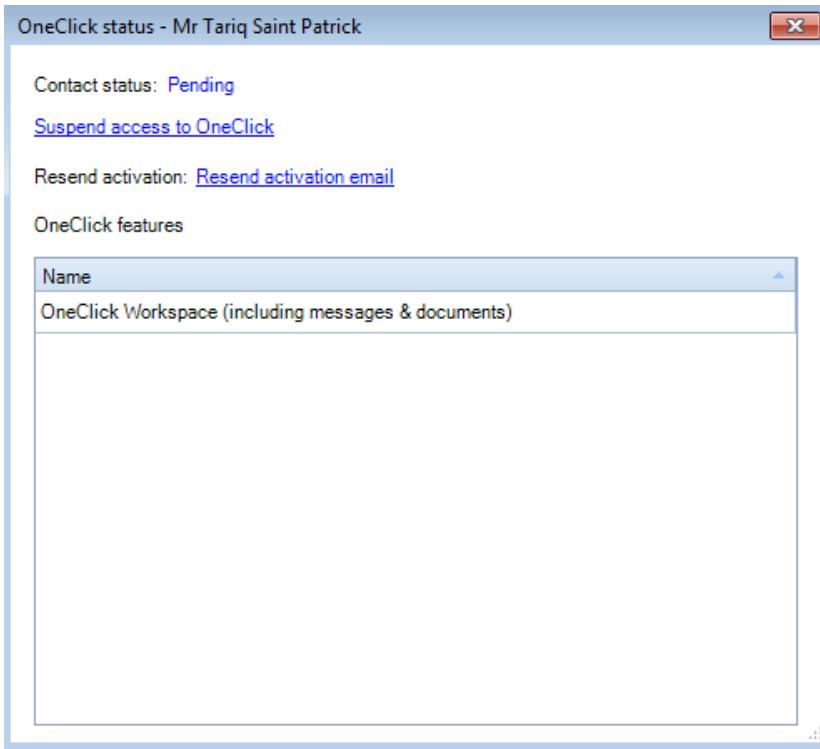 OneClick status - Mr Tariq Saint Patrick
Contact status: Pending
Suspend access to OneClick
Resend activation: Resend activation email
OneClick features
Name
OneClick Workspace (including messages & documents)